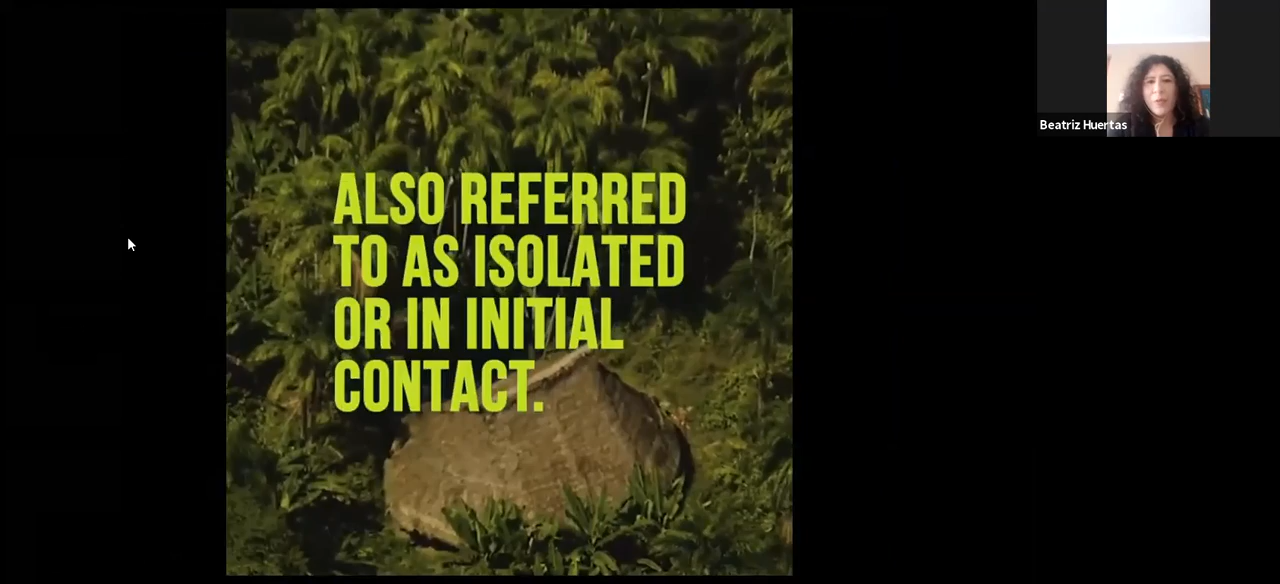 ALSO REFERRED
TO AS ISOLATED
OR IN INITIAL
CONTACT.
Beatriz Huertas